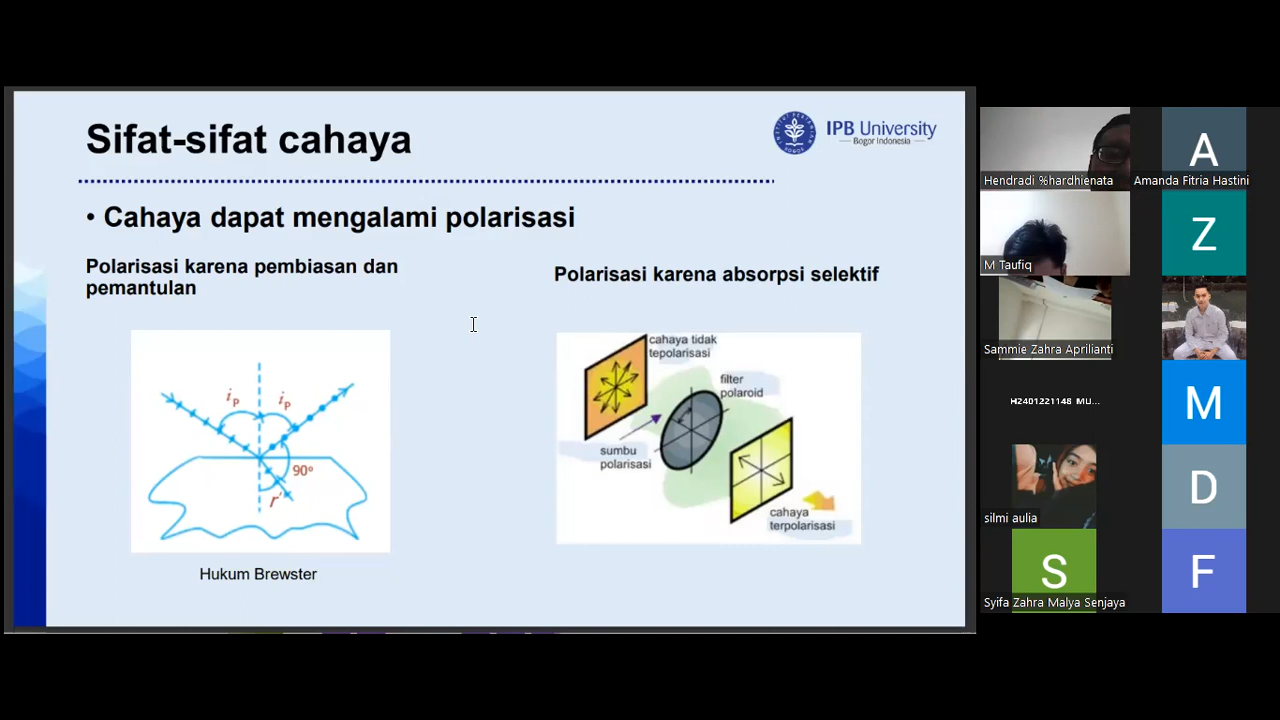 Sifat-sifat cahaya
IPB University
Bogor Indonesia
• Cahaya dapat mengalami polarisasi
Polarisasi karena pembiasan dan
pemantulan
iₚ
iₚ
90°
r'
Hukum Brewster
Polarisasi karena absorpsi selektif
cahaya tidak
tepolarisasi
filter
polaroid
sumbu
polarisasi
cahaya
terpolarisasi
Hendradi %hardhienata
A
Amanda Fitria Hastini
M Taufiq
Z
Sammie Zahra Aprilianti
H2401221148 MU...
M
silmi aulia
D
S
Syifa Zahra Malya Senjaya
F